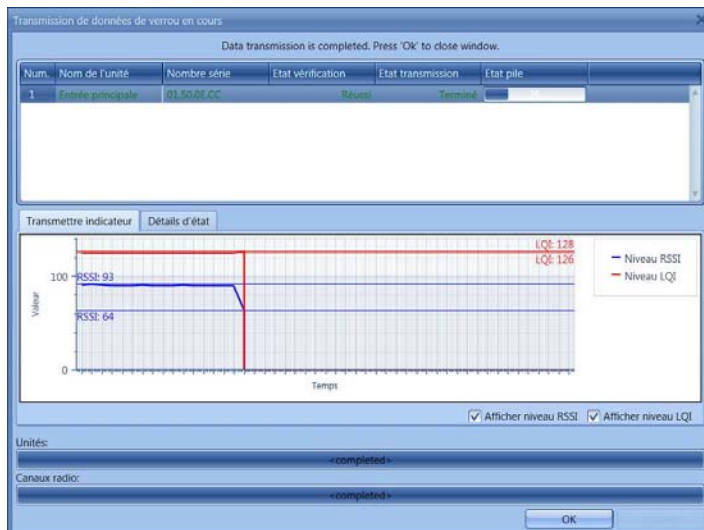 Transmission de données de verrou en cours
Data transmission is completed. Press 'Ok' to close window.
Num. Nom de l'unité Nombre série Etat vérification Etat transmission Etat pile
1 Entrée principale 01.50.0E.CC Réussi Terminé
Transmettre indicateur Détails d'état
LQI: 128
LQI: 126
Niveau RSSI
Niveau LQI
100
RSSI: 93
RSSI: 64
Valeur
0
Temps
Afficher niveau RSSI Afficher niveau LQI
Unités:
<completed>
Canaux radio:
<completed>
OK